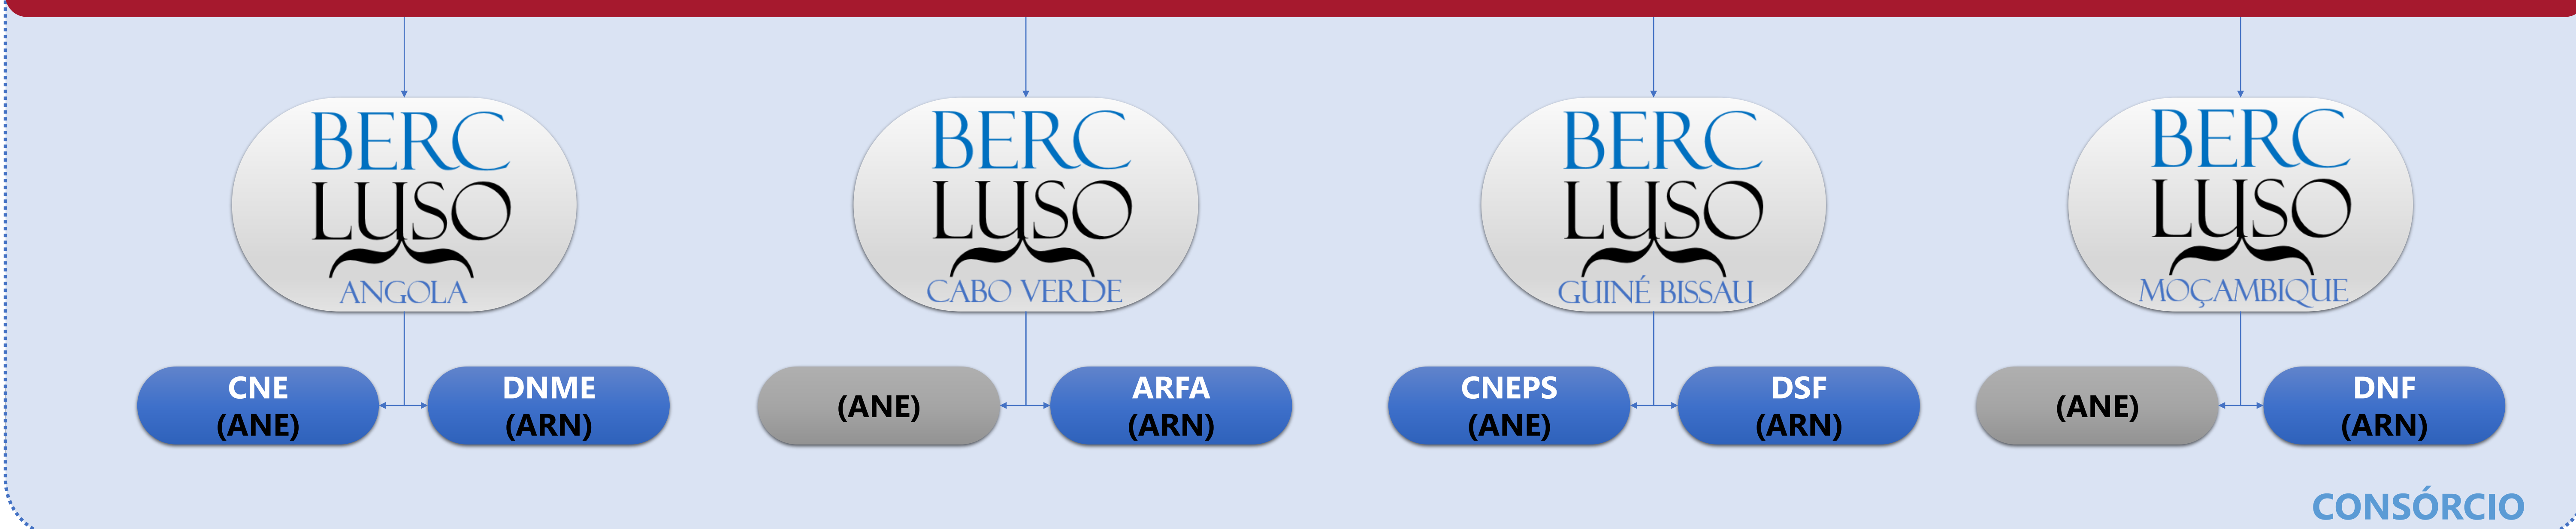 BERC
LUSO
ANGOLA
BERC
LUSO
CABO VERDE
BERC
LUSO
GUINÉ BISSAU
BERC
LUSO
MOÇAMBIQUE
CNE
(ANE)
DNME
(ARN)
(ANE)
ARFA
(ARN)
CNEPS
(ANE)
DSF
(ARN)
(ANE)
DNF
(ARN)
CONSÓRCIO